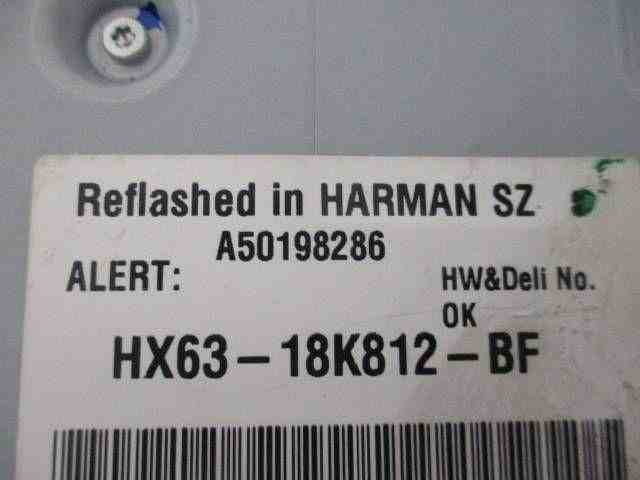 Reflashed in HARMAN SZ
A50198286
ALERT:
HW&Deli No.
OK
HX63-18K812-BF